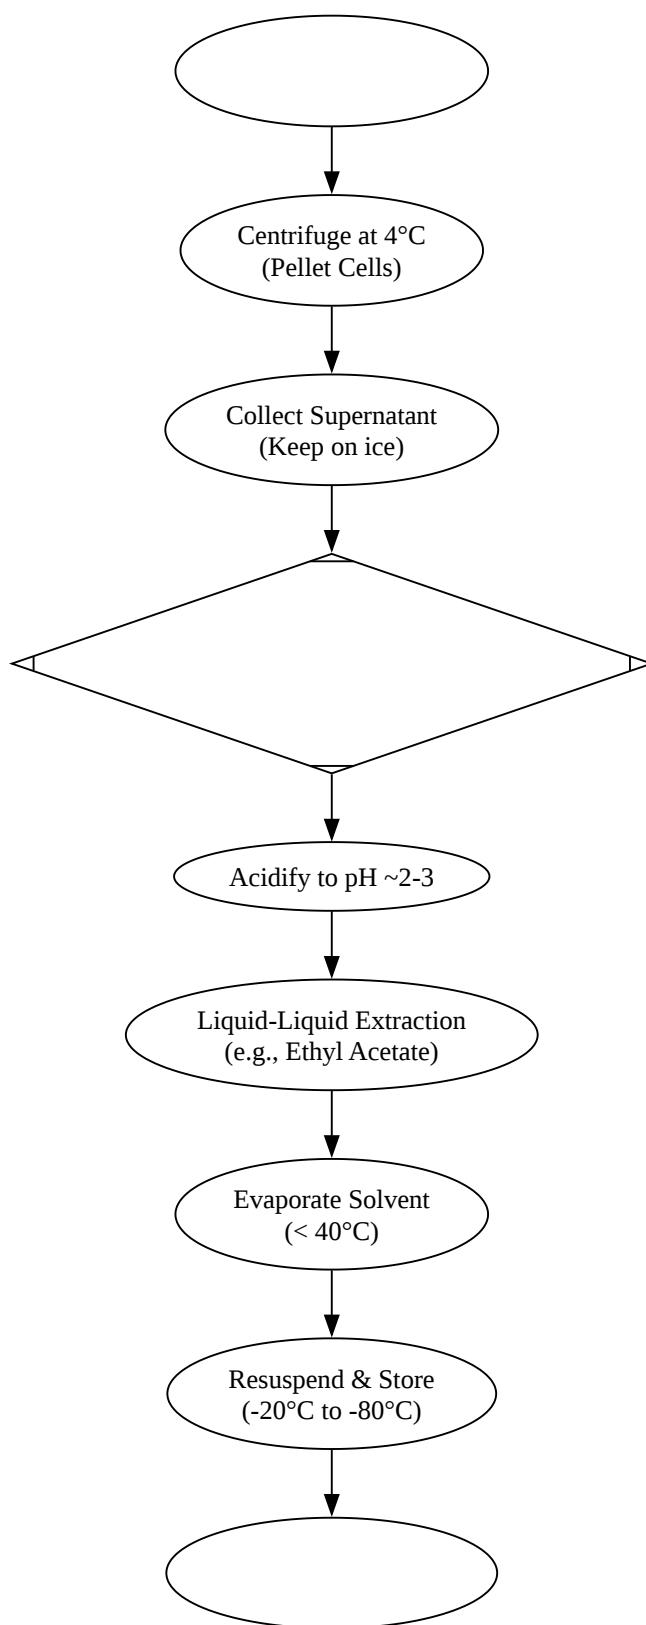 Centrifuge at 4°C
(Pellet Cells)
Collect Supernatant
(Keep on ice)
Acidify to pH ~2-3
Liquid-Liquid Extraction
(e.g., Ethyl Acetate)
Evaporate Solvent
(< 40°C)
Resuspend & Store
(-20°C to -80°C)